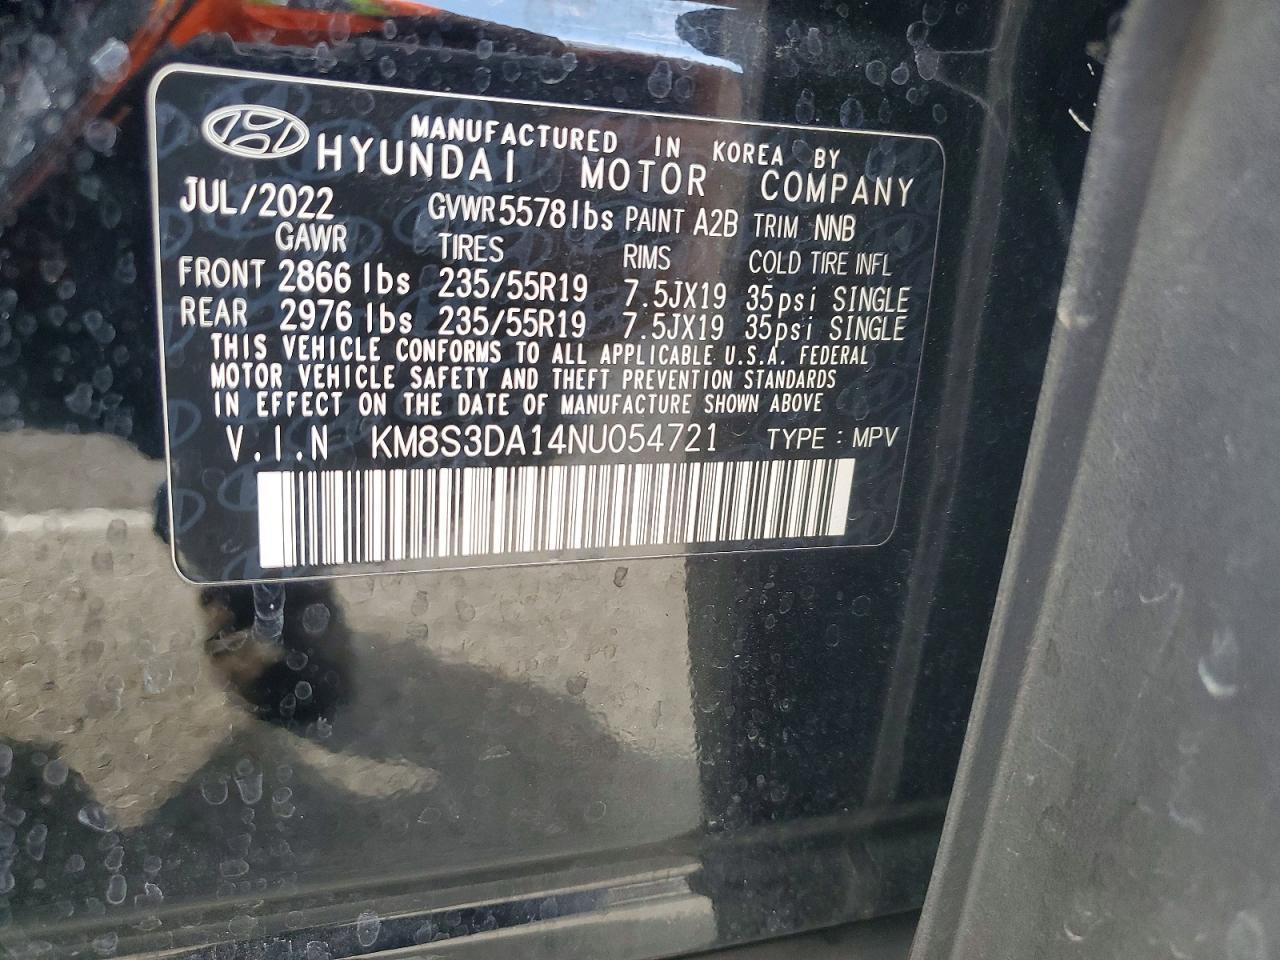 MANUFACTURED IN KOREA BY
HYUNDAI MOTOR COMPANY
JUL/2022 GVWR 5578lbs PAINT A2B TRIM NNB
GAWR TIRES RIMS COLD TIRE INFL
FRONT 2866 lbs 235/55R19 7.5JX19 35psi SINGLE
REAR 2976 lbs 235/55R19 7.5JX19 35psi SINGLE
THIS VEHICLE CONFORMS TO ALL APPLICABLE U.S.A. FEDERAL
MOTOR VEHICLE SAFETY AND THEFT PREVENTION STANDARDS
IN EFFECT ON THE DATE OF MANUFACTURE SHOWN ABOVE
V.I.N KM8S3DA14NU054721 TYPE : MPV